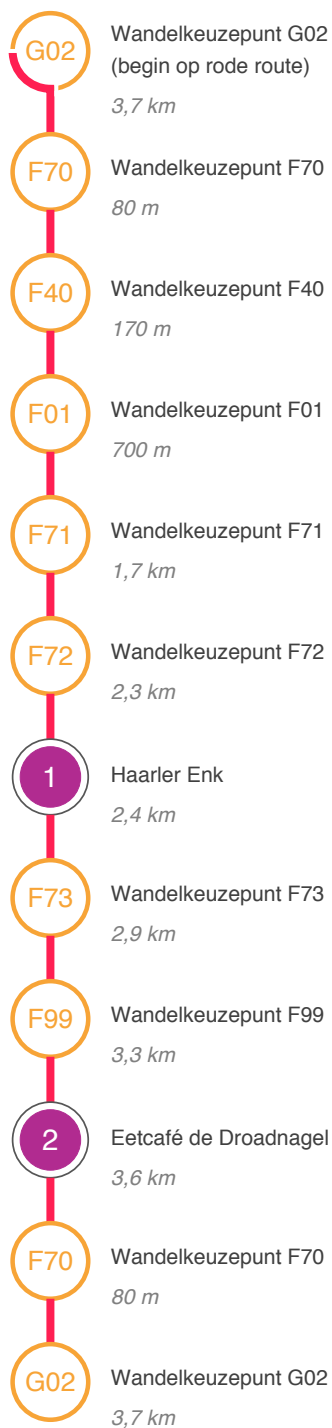 G02
Wandelkeuzepunt G02
(begin op rode route)
3,7 km
F70
Wandelkeuzepunt F70
80 m
F40
Wandelkeuzepunt F40
170 m
F01
Wandelkeuzepunt F01
700 m
F71
Wandelkeuzepunt F71
1,7 km
F72
Wandelkeuzepunt F72
2,3 km
1
Haarler Enk
2,4 km
F73
Wandelkeuzepunt F73
2,9 km
F99
Wandelkeuzepunt F99
3,3 km
2
Eetcafé de Droadnagel
3,6 km
F70
Wandelkeuzepunt F70
80 m
G02
Wandelkeuzepunt G02
3,7 km